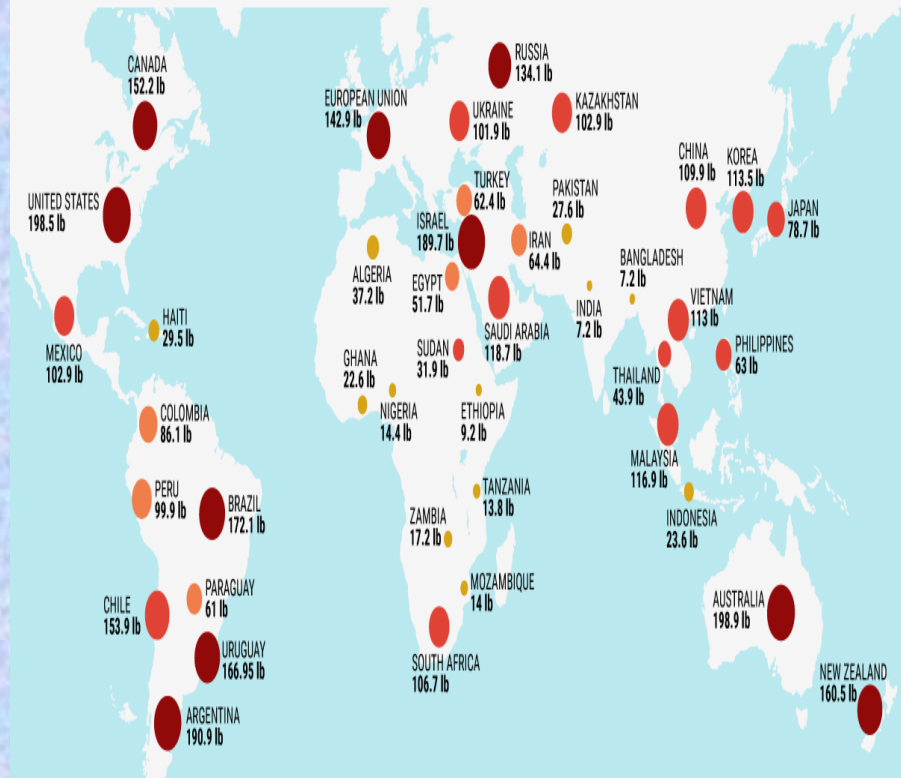 CANADA
152.2 lb
UNITED STATES
198.5 lb
MEXICO
102.9 lb
HAITI
29.5 lb
COLOMBIA
86.1 lb
PERU
99.9 lb
BRAZIL
172.1 lb
PARAGUAY
61 lb
CHILE
153.9 lb
URUGUAY
166.95 lb
ARGENTINA
190.9 lb
RUSSIA
134.1 lb
EUROPEAN UNION
142.9 lb
UKRAINE
101.9 lb
KAZAKHSTAN
102.9 lb
TURKEY
62.4 lb
PAKISTAN
27.6 lb
ISRAEL
189.7 lb
IRAN
64.4 lb
ALGERIA
37.2 lb
EGYPT
51.7 lb
SAUDI ARABIA
118.7 lb
SUDAN
31.9 lb
GHANA
22.6 lb
NIGERIA
14.4 lb
ETHIOPIA
9.2 lb
TANZANIA
13.8 lb
ZAMBIA
17.2 lb
MOZAMBIQUE
14 lb
SOUTH AFRICA
106.7 lb
CHINA
109.9 lb
KOREA
113.5 lb
JAPAN
78.7 lb
BANGLADESH
7.2 lb
INDIA
7.2 lb
VIETNAM
113 lb
PHILIPPINES
63 lb
THAILAND
43.9 lb
MALAYSIA
116.9 lb
INDONESIA
23.6 lb
AUSTRALIA
198.9 lb
NEW ZEALAND
160.5 lb